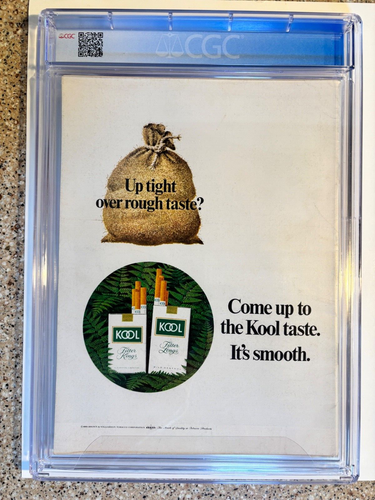 CGC
CGC
Up tight
over rough taste?
KOOL
Filter
Kings
KOOL
Filter
Longs
Come up to
the Kool taste.
It's smooth.